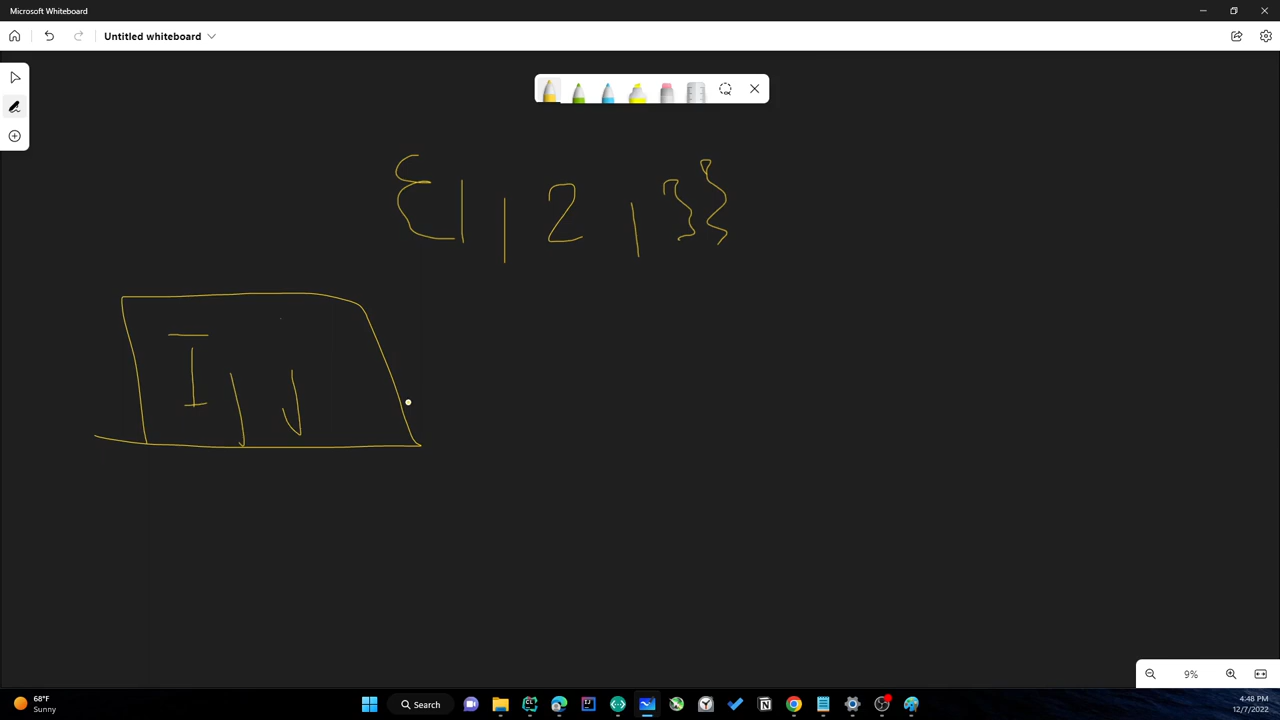 Microsoft Whiteboard
Untitled whiteboard
{1, 2, 3}
I, J
9%
68°F
Sunny
Search
4:48 PM
12/7/2022